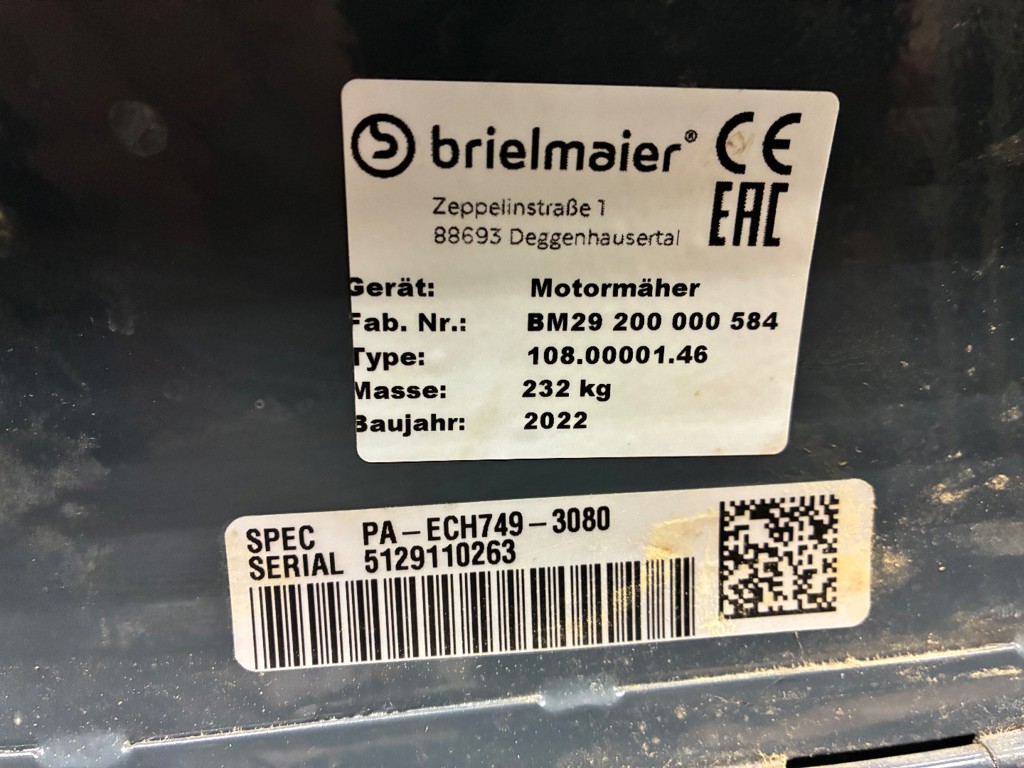 brielmaier®
CE
Zeppelinstraße 1
EAC
88693 Deggenhausertal
Gerät: Motormäher
Fab. Nr.: BM29 200 000 584
Type: 108.00001.46
Masse: 232 kg
Baujahr: 2022
SPEC PA-ECH749-3080
SERIAL 5129110263